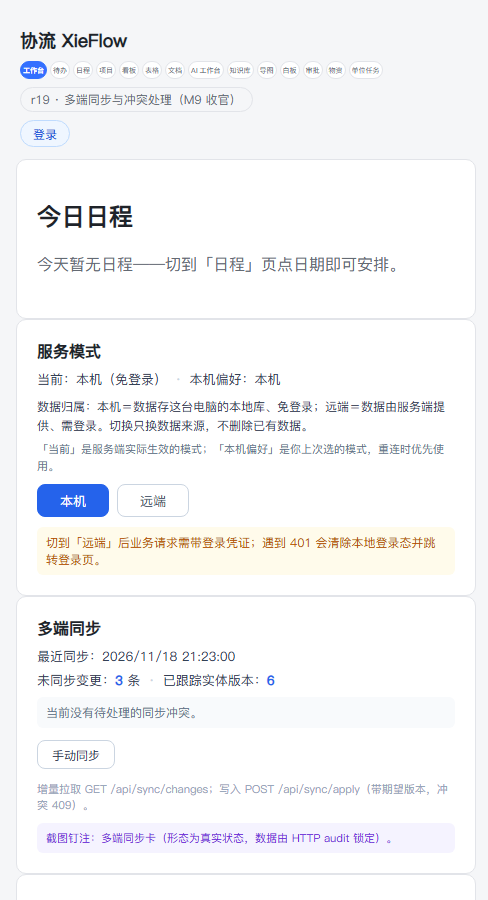 协流 XieFlow
工作台 待办 日程 项目 看板 表格 文档 AI 工作台 知识库 导图 白板 审批 物资 单位任务
r19 · 多端同步与冲突处理（M9 收官）
登录
今日日程
今天暂无日程——切到「日程」页点日期即可安排。
服务模式
当前：本机（免登录） · 本机偏好：本机
数据归属：本机＝数据存这台电脑的本地库、免登录；远端＝数据由服务端提
供、需登录。切换只换数据来源，不删除已有数据。
「当前」是服务端实际生效的模式；「本机偏好」是你上次选的模式，重连时优先使
用。
本机 远端
切到「远端」后业务请求需带登录凭证；遇到 401 会清除本地登录态并跳
转登录页。
多端同步
最近同步：2026/11/18 21:23:00
未同步变更：3 条 · 已跟踪实体版本：6
当前没有待处理的同步冲突。
手动同步
增量拉取 GET /api/sync/changes；写入 POST /api/sync/apply（带期望版本，冲
突 409）。
截图钉注：多端同步卡（形态为真实状态，数据由 HTTP audit 锁定）。